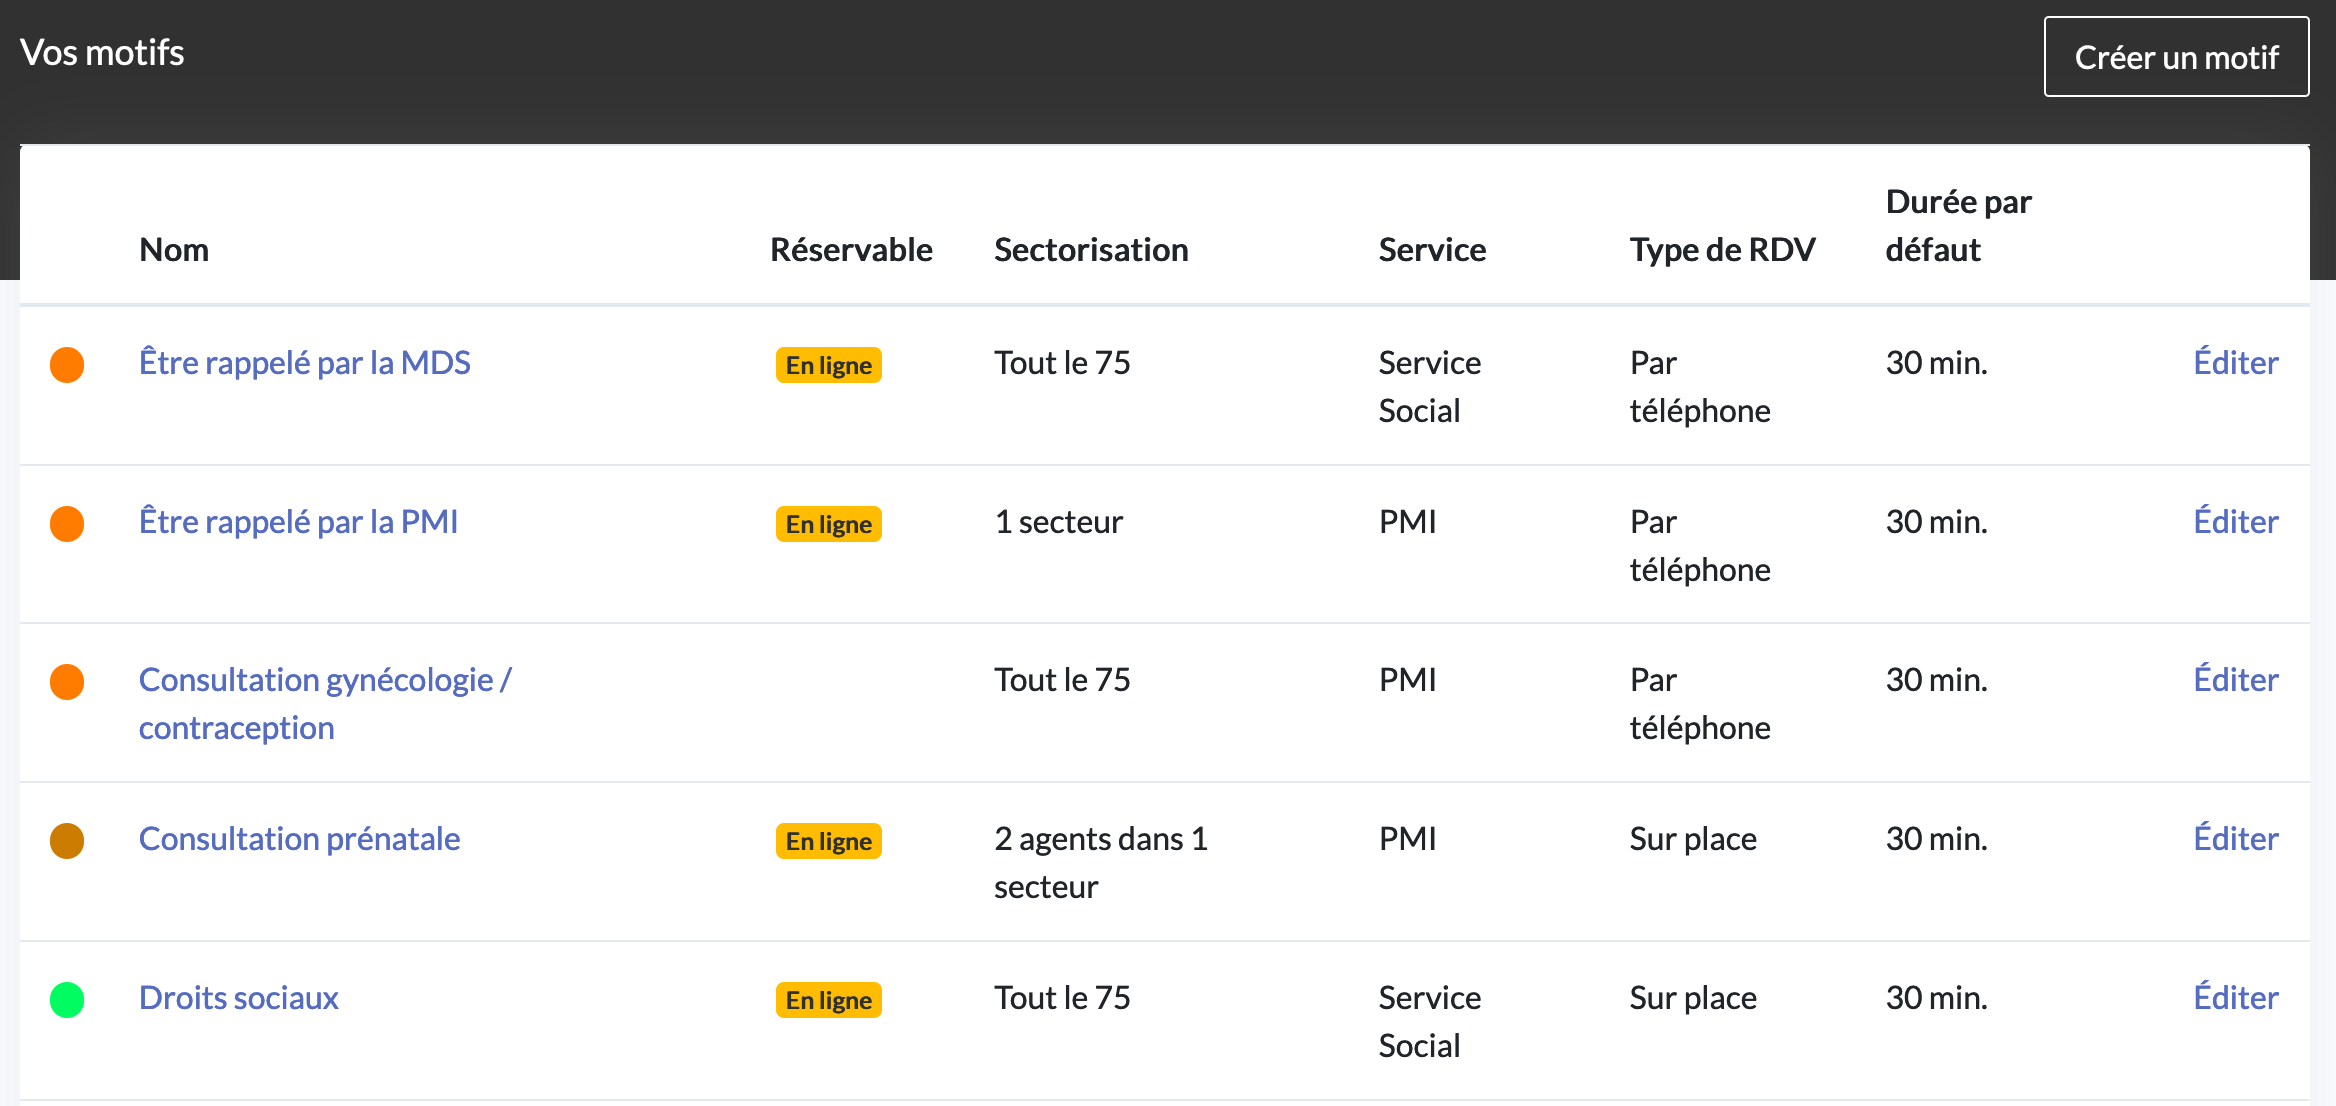 Vos motifs
Créer un motif
Nom Réservable Sectorisation Service Type de RDV Durée par
défaut
Être rappelé par la MDS En ligne Tout le 75 Service Par 30 min. Éditer
Social téléphone
Être rappelé par la PMI En ligne 1 secteur PMI Par 30 min. Éditer
téléphone
Consultation gynécologie / Tout le 75 PMI Par 30 min. Éditer
contraception téléphone
Consultation prénatale En ligne 2 agents dans 1 PMI Sur place 30 min. Éditer
secteur
Droits sociaux En ligne Tout le 75 Service Sur place 30 min. Éditer
Social